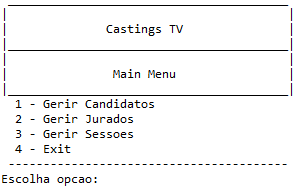 Castings TV
Main Menu
1 - Gerir Candidatos
2 - Gerir Jurados
3 - Gerir Sessoes
4 - Exit
Escolha opcao: